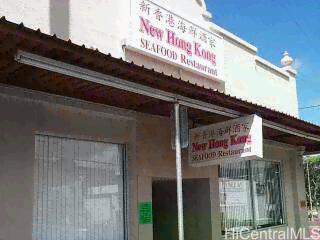 新香港海鮮酒家
New Hong Kong
SEAFOOD Restaurant
新香港海鮮酒家
New Hong Kong
SEAFOOD Restaurant
HiCentralMLS